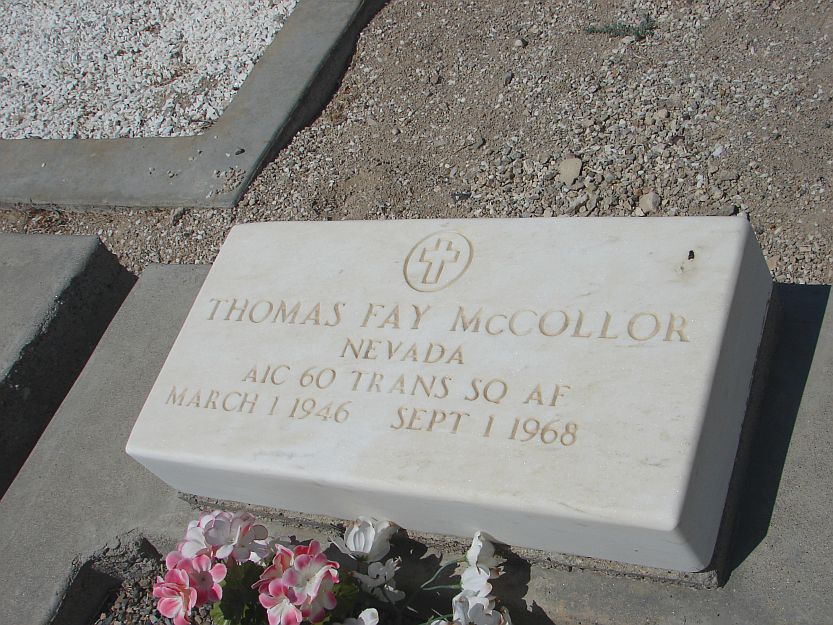 THOMAS FAY McCOLLOR
NEVADA
A1C 60 TRANS SQ AF
MARCH 1 1946 SEPT 1 1968